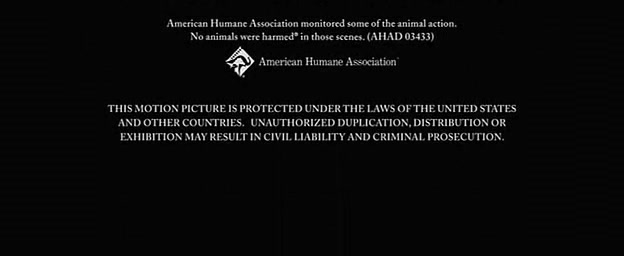 American Humane Association monitored some of the animal action.
No animals were harmed® in those scenes. (AHAD 03433)
American Humane Association™
THIS MOTION PICTURE IS PROTECTED UNDER THE LAWS OF THE UNITED STATES
AND OTHER COUNTRIES. UNAUTHORIZED DUPLICATION, DISTRIBUTION OR
EXHIBITION MAY RESULT IN CIVIL LIABILITY AND CRIMINAL PROSECUTION.